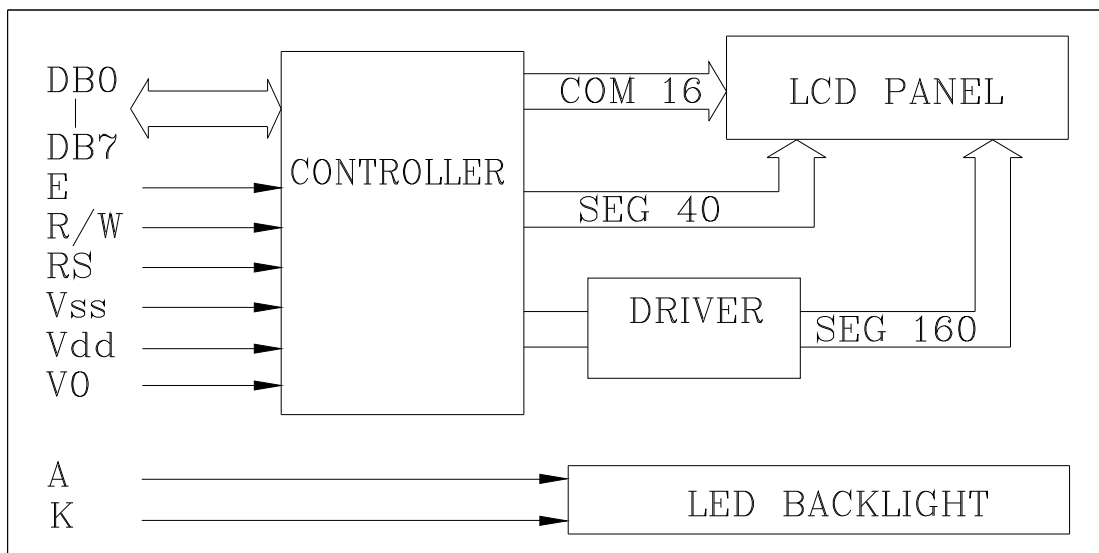 DB0
DB7
E
R/W
RS
Vss
Vdd
V0
CONTROLLER
COM 16
LCD PANEL
SEG 40
DRIVER
SEG 160
A
K
LED BACKLIGHT